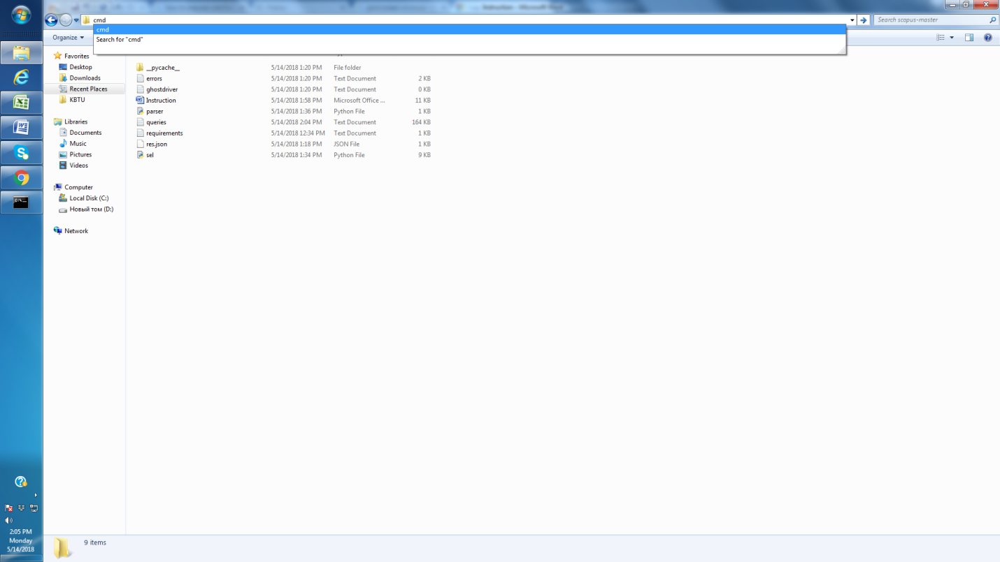 cmd
Search scopus-master
cmd
Search for "cmd"
Organize
Favorites
Desktop
Downloads
Recent Places
KBTU
Libraries
Documents
Music
Pictures
Videos
Computer
Local Disk (C:)
Новый том (D:)
Network
__pycache__ 5/14/2018 1:20 PM File folder
errors 5/14/2018 1:20 PM Text Document 2 KB
ghostdriver 5/14/2018 1:20 PM Text Document 0 KB
Instruction 5/14/2018 1:58 PM Microsoft Office ... 11 KB
parser 5/14/2018 1:36 PM Python File 1 KB
queries 5/14/2018 2:04 PM Text Document 164 KB
requirements 5/14/2018 12:34 PM Text Document 1 KB
res.json 5/14/2018 1:18 PM JSON File 1 KB
sel 5/14/2018 1:34 PM Python File 9 KB
9 items
2:05 PM
Monday
5/14/2018